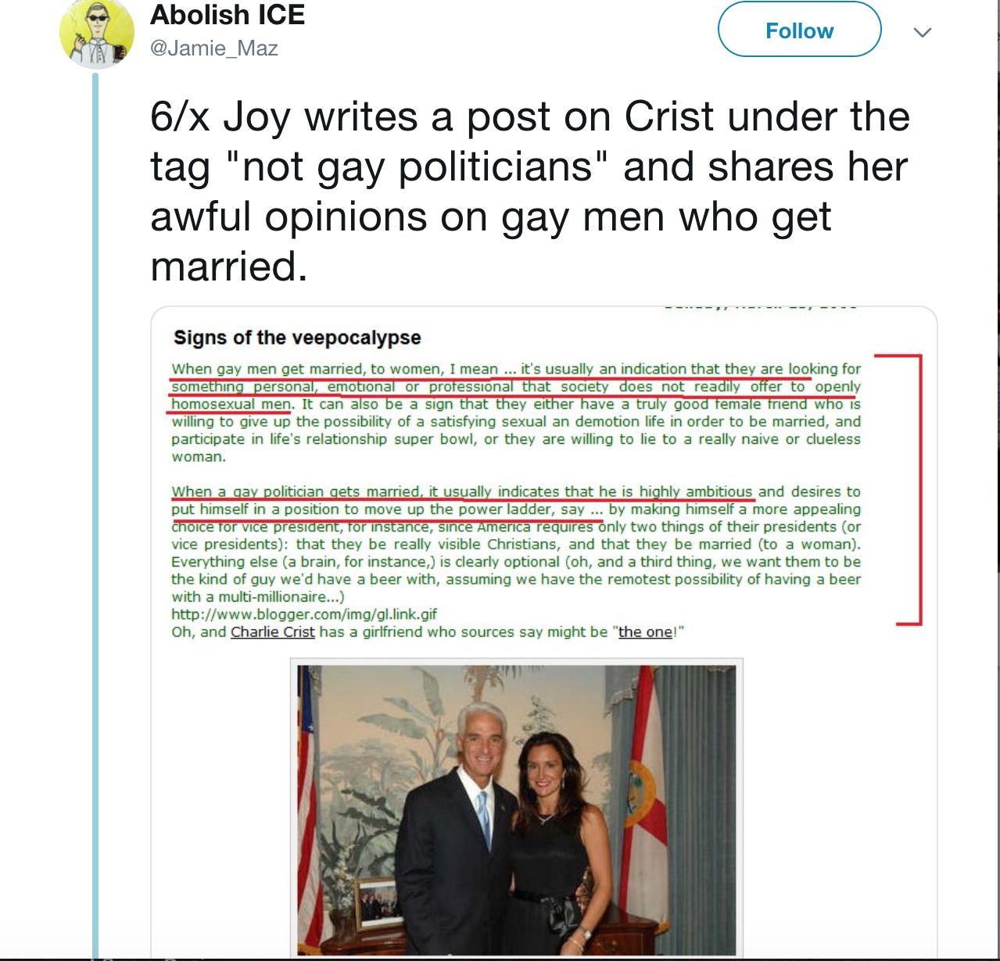 Abolish ICE
@Jamie_Maz
Follow
6/x Joy writes a post on Crist under the
tag "not gay politicians" and shares her
awful opinions on gay men who get
married.
Signs of the veepocalypse
When gay men get married, to women, I mean ... it's usually an indication that they are looking for
something personal, emotional or professional that society does not readily offer to openly
homosexual men. It can also be a sign that they either have a truly good female friend who is
willing to give up the possibility of a satisfying sexual an demotion life in order to be married, and
participate in life's relationship super bowl, or they are willing to lie to a really naive or clueless
woman.
When a gay politician gets married, it usually indicates that he is highly ambitious and desires to
put himself in a position to move up the power ladder, say ... by making himself a more appealing
choice for vice president, for instance, since America requires only two things of their presidents (or
vice presidents): that they be really visible Christians, and that they be married (to a woman).
Everything else (a brain, for instance,) is clearly optional (oh, and a third thing, we want them to be
the kind of guy we'd have a beer with, assuming we have the remotest possibility of having a beer
with a multi-millionaire...)
http://www.blogger.com/img/gl.link.gif
Oh, and Charlie Crist has a girlfriend who sources say might be "the one!"